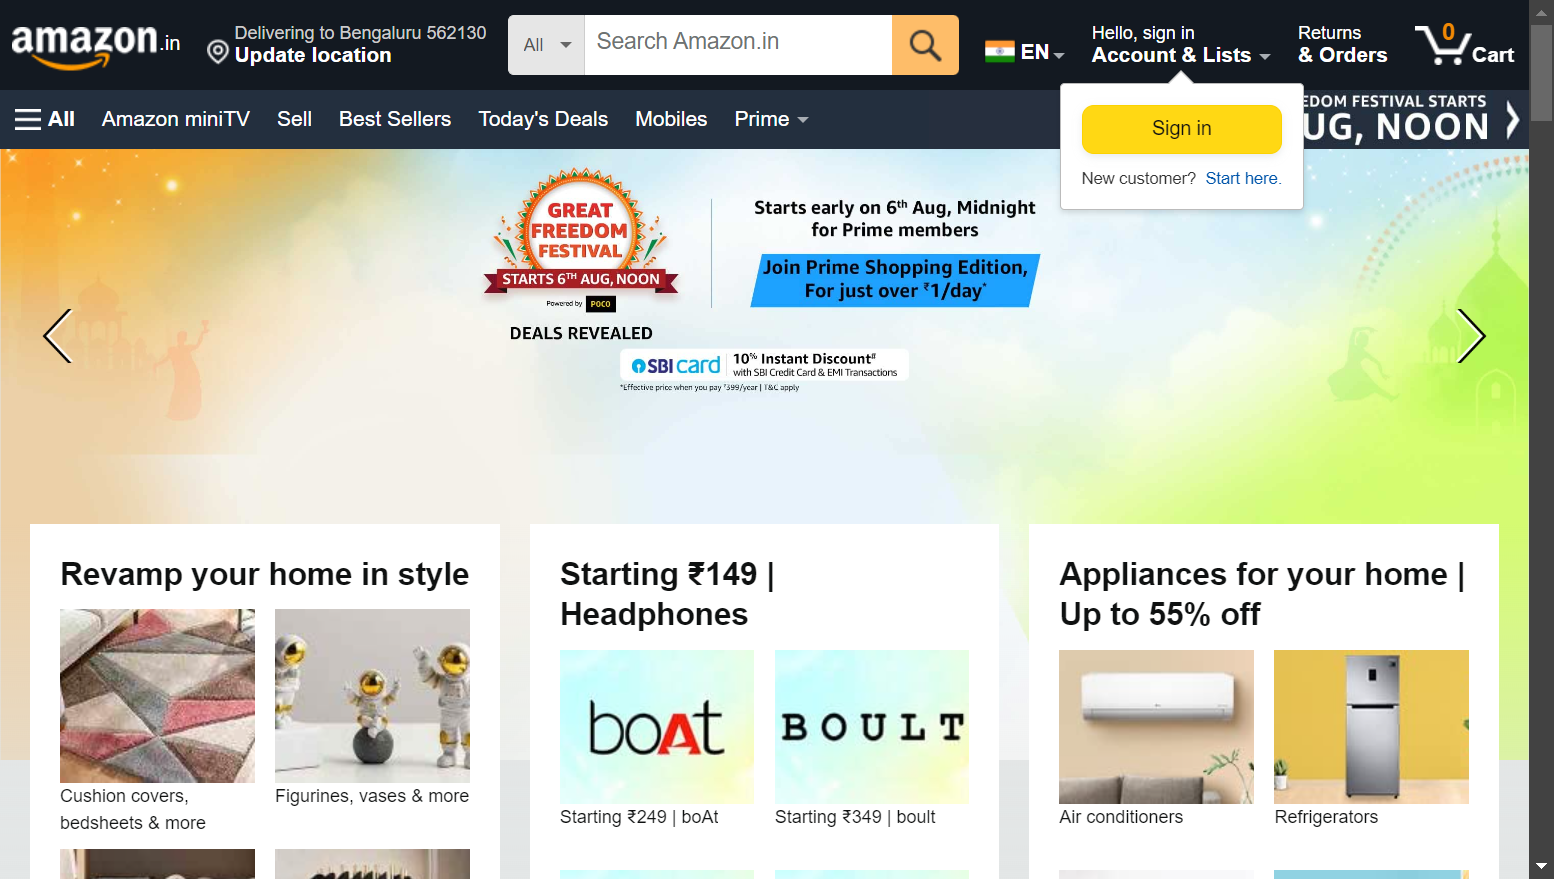 amazon.in
Delivering to Bengaluru 562130
Update location
All
Search Amazon.in
EN
Hello, sign in
Account & Lists
Returns
& Orders
0
Cart
All
Amazon miniTV
Sell
Best Sellers
Today's Deals
Mobiles
Prime
EDOM FESTIVAL STARTS
UG, NOON
Sign in
New customer? Start here.
GREAT
FREEDOM
FESTIVAL
STARTS 6TH AUG, NOON
Powered by POCO
DEALS REVEALED
Starts early on 6th Aug, Midnight
for Prime members
Join Prime Shopping Edition,
For just over ₹1/day*
SBI card
10% Instant Discount#
with SBI Credit Card & EMI Transactions
*Effective price when you pay ₹399/year | T&C apply
Revamp your home in style
Cushion covers,
bedsheets & more
Figurines, vases & more
Starting ₹149 |
Headphones
boAt
Starting ₹249 | boAt
BOULT
Starting ₹349 | boult
Appliances for your home |
Up to 55% off
Air conditioners
Refrigerators